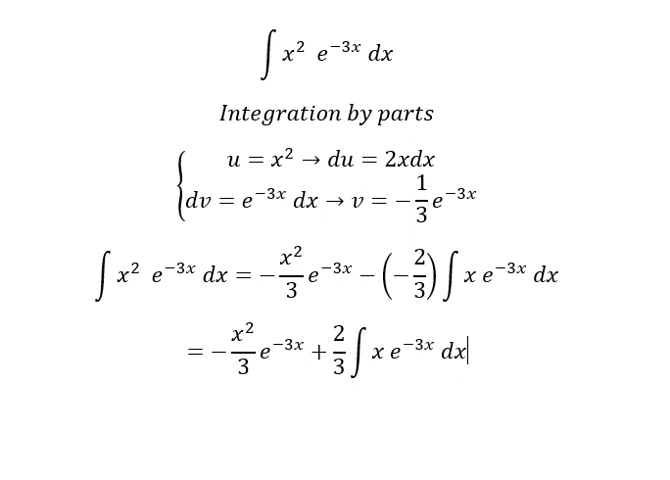 ∫ x² e⁻³ˣ dx
Integration by parts
{ u = x² → du = 2xdx
dv = e⁻³ˣ dx → v = −1/3 e⁻³ˣ
∫ x² e⁻³ˣ dx = −x²/3 e⁻³ˣ − (−2/3) ∫ x e⁻³ˣ dx
= −x²/3 e⁻³ˣ + 2/3 ∫ x e⁻³ˣ dx